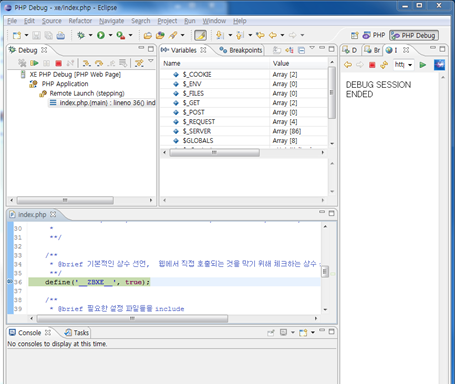 PHP Debug - xe/index.php - Eclipse
File Edit Source Refactor Navigate Search Project Run Window Help
PHP PHP Debug
Debug
XE PHP Debug [PHP Web Page]
PHP Application
Remote Launch (stepping)
index.php.{main} : lineno 36() ind
Variables Breakpoints
Name Value
$_COOKIE Array [2]
$_ENV Array [0]
$_FILES Array [0]
$_GET Array [2]
$_POST Array [0]
$_REQUEST Array [4]
$_SERVER Array [86]
$GLOBALS Array [8]
D Br I
http
DEBUG SESSION
ENDED
index.php
30 *
31 **/
32
33 /**
34 * @brief 기본적인 상수 선언, 웹에서 직접 호출되는 것을 막기 위해 체크하는 상수
35 **/
36 define('__ZBXE__', true);
37
38 /**
39 * @brief 필요한 설정 파일들을 include
Console Tasks
No consoles to display at this time.